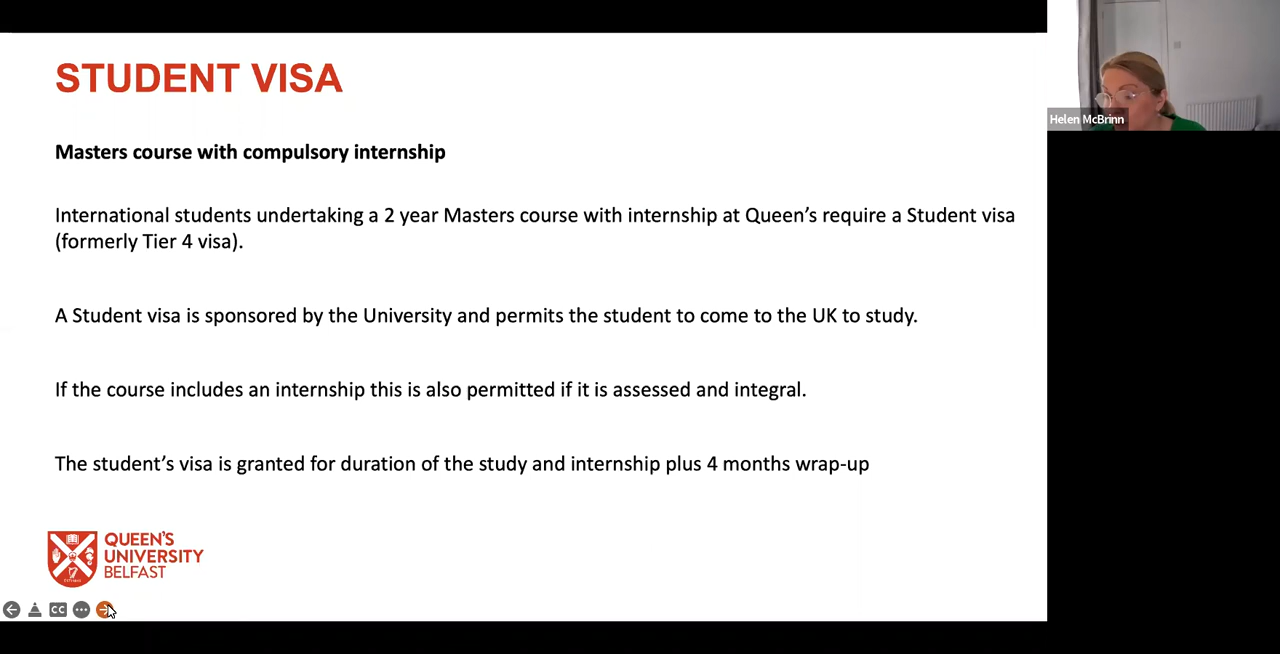 STUDENT VISA
Helen McBrinn
Masters course with compulsory internship
International students undertaking a 2 year Masters course with internship at Queen’s require a Student visa
(formerly Tier 4 visa).
A Student visa is sponsored by the University and permits the student to come to the UK to study.
If the course includes an internship this is also permitted if it is assessed and integral.
The student’s visa is granted for duration of the study and internship plus 4 months wrap-up
QUEEN’S
UNIVERSITY
BELFAST
CC